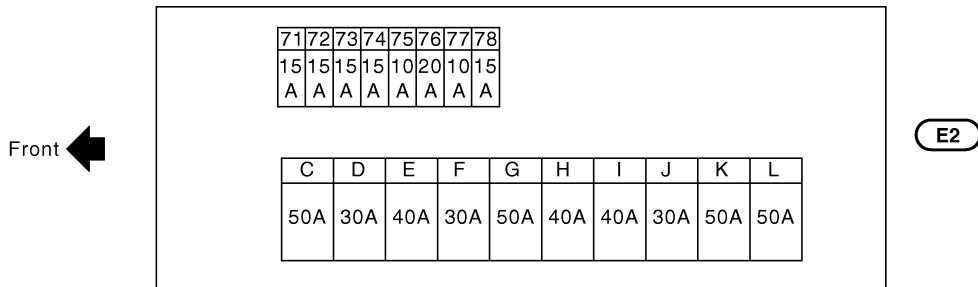 71 72 73 74 75 76 77 78
15 A 15 A 15 A 15 A 10 A 20 A 10 A 15 A
Front
E2
C D E F G H I J K L
50A 30A 40A 30A 50A 40A 40A 30A 50A 50A